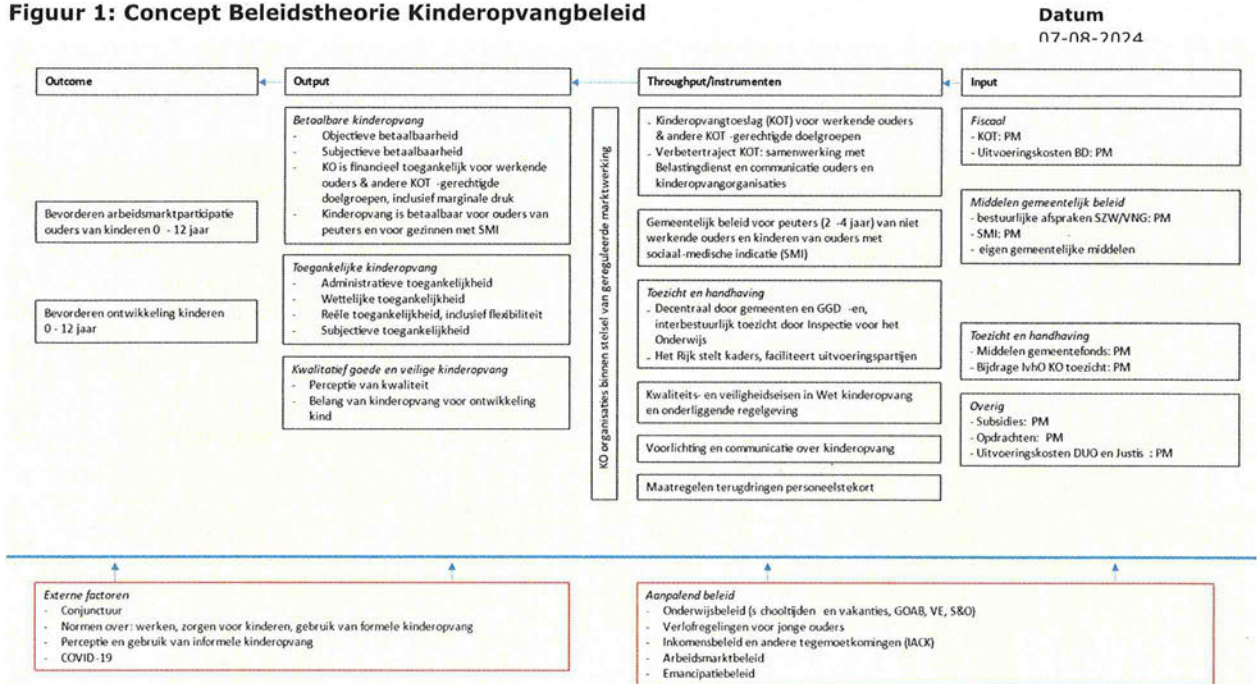 Figuur 1: Concept Beleidstheorie Kinderopvangbeleid
Datum
07-08-2024
Outcome
Output
Throughput/Instrumenten
Input
Bevorderen arbeidsmarktparticipatie
ouders van kinderen 0 - 12 jaar
Bevorderen ontwikkeling kinderen
0 - 12 jaar
Betaalbare kinderopvang
- Objectieve betaalbaarheid
- Subjectieve betaalbaarheid
- KO is financieel toegankelijk voor werkende
ouders & andere KOT -gerechtigde
doelgroepen, inclusief marginale druk
- Kinderopvang is betaalbaar voor ouders van
peuters en voor gezinnen met SMI
Toegankelijke kinderopvang
- Administratieve toegankelijkheid
- Wettelijke toegankelijkheid
- Reële toegankelijkheid, inclusief flexibiliteit
- Subjectieve toegankelijkheid
Kwalitatief goede en veilige kinderopvang
- Perceptie van kwaliteit
- Belang van kinderopvang voor ontwikkeling
kind
KO organisaties binnen stelsel van gereguleerde marktwerking
- Kinderopvangtoeslag (KOT) voor werkende ouders
& andere KOT -gerechtigde doelgroepen
- Verbetertraject KOT: samenwerking met
Belastingdienst en communicatie ouders en
kinderopvangorganisaties
Gemeentelijk beleid voor peuters (2 -4 jaar) van niet
werkende ouders en kinderen van ouders met
sociaal-medische indicatie (SMI)
Toezicht en handhaving
- Decentraal door gemeenten en GGD -en,
interbestuurlijk toezicht door Inspectie voor het
Onderwijs
- Het Rijk stelt kaders, faciliteert uitvoeringspartijen
Kwaliteits- en veiligheidseisen in Wet kinderopvang
en onderliggende regelgeving
Voorlichting en communicatie over kinderopvang
Maatregelen terugdringen personeelstekort
Fiscaal
- KOT: PM
- Uitvoeringskosten BD: PM
Middelen gemeentelijk beleid
- bestuurlijke afspraken SZW/VNG: PM
- SMI: PM
- eigen gemeentelijke middelen
Toezicht en handhaving
- Middelen gemeentefonds: PM
- Bijdrage IvhO KO toezicht: PM
Overig
- Subsidies: PM
- Opdrachten: PM
- Uitvoeringskosten DUO en Justis : PM
Externe factoren
- Conjunctuur
- Normen over: werken, zorgen voor kinderen, gebruik van formele kinderopvang
- Perceptie en gebruik van informele kinderopvang
- COVID-19
Aanpalend beleid
- Onderwijsbeleid (s chooltijden en vakanties, GOAB, VE, S&O)
- Verlofregelingen voor jonge ouders
- Inkomensbeleid en andere tegemoetkomingen (IACK)
- Arbeidsmarktbeleid
- Emancipatiebeleid